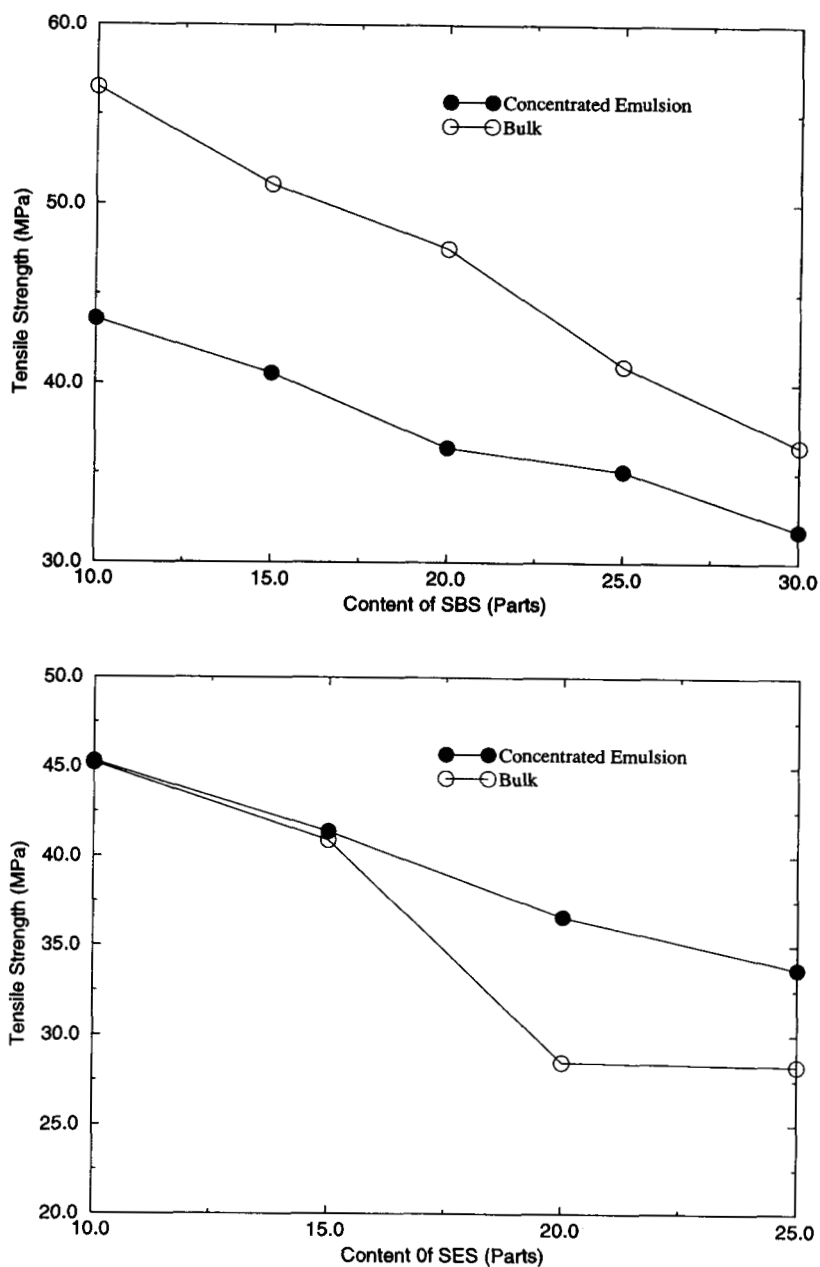 60.0
50.0
40.0
30.0
Tensile Strength (MPa)
Concentrated Emulsion
Bulk
10.0 15.0 20.0 25.0 30.0
Content of SBS (Parts)
50.0
45.0
40.0
35.0
30.0
25.0
20.0
Tensile Strength (MPa)
Concentrated Emulsion
Bulk
10.0 15.0 20.0 25.0
Content 0f SES (Parts)